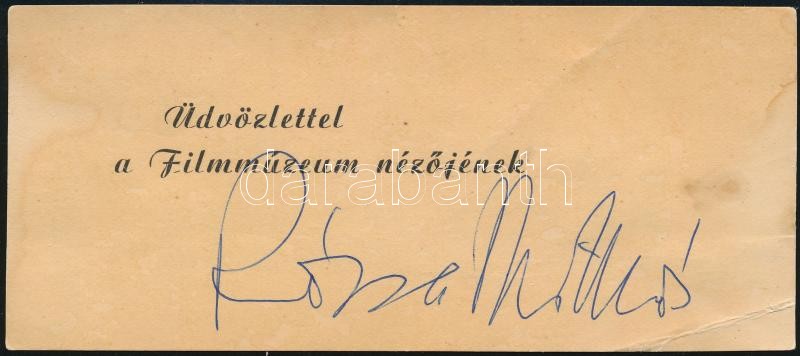 Üdvözlettel
a Filmmúzeum nézőjének
darabanth
Rózsa Miklós